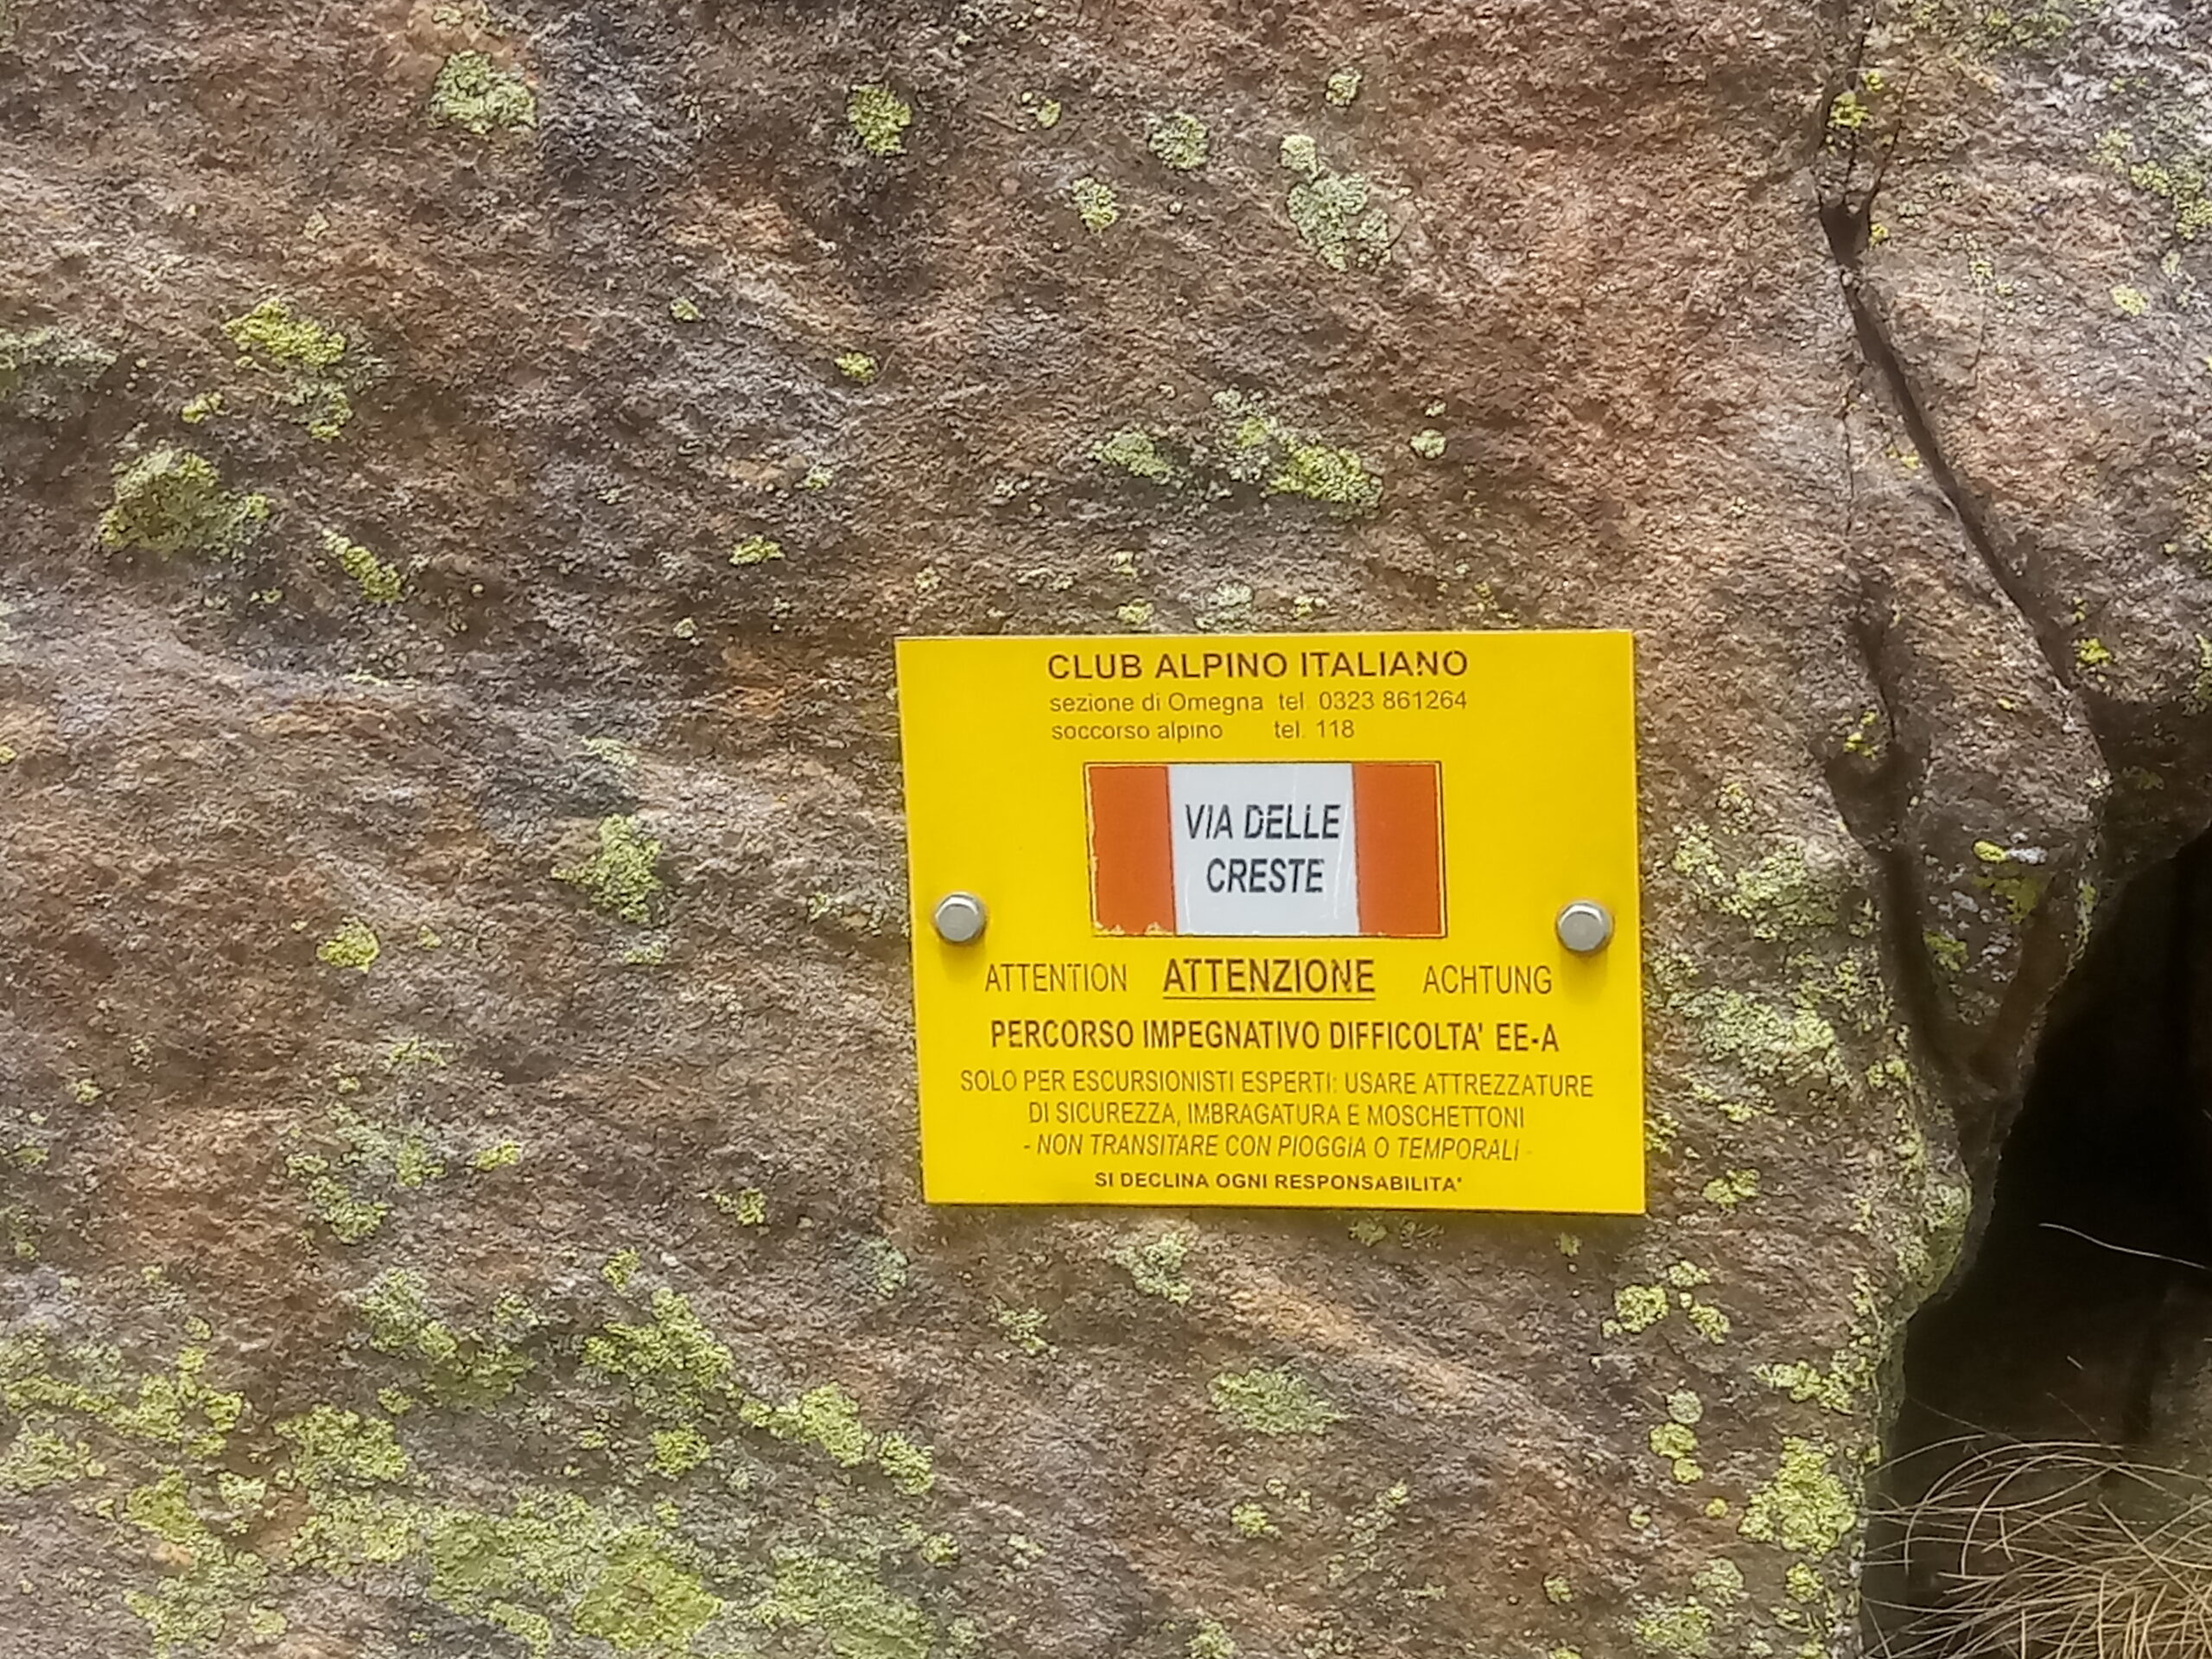 CLUB ALPINO ITALIANO
sezione di Omegna tel. 0323 861264
soccorso alpino tel. 118
VIA DELLE
CRESTE
ATTENTION ATTENZIONE ACHTUNG
PERCORSO IMPEGNATIVO DIFFICOLTA' EE-A
SOLO PER ESCURSIONISTI ESPERTI: USARE ATTREZZATURE
DI SICUREZZA, IMBRAGATURA E MOSCHETTONI
- NON TRANSITARE CON PIOGGIA O TEMPORALI -
SI DECLINA OGNI RESPONSABILITA'